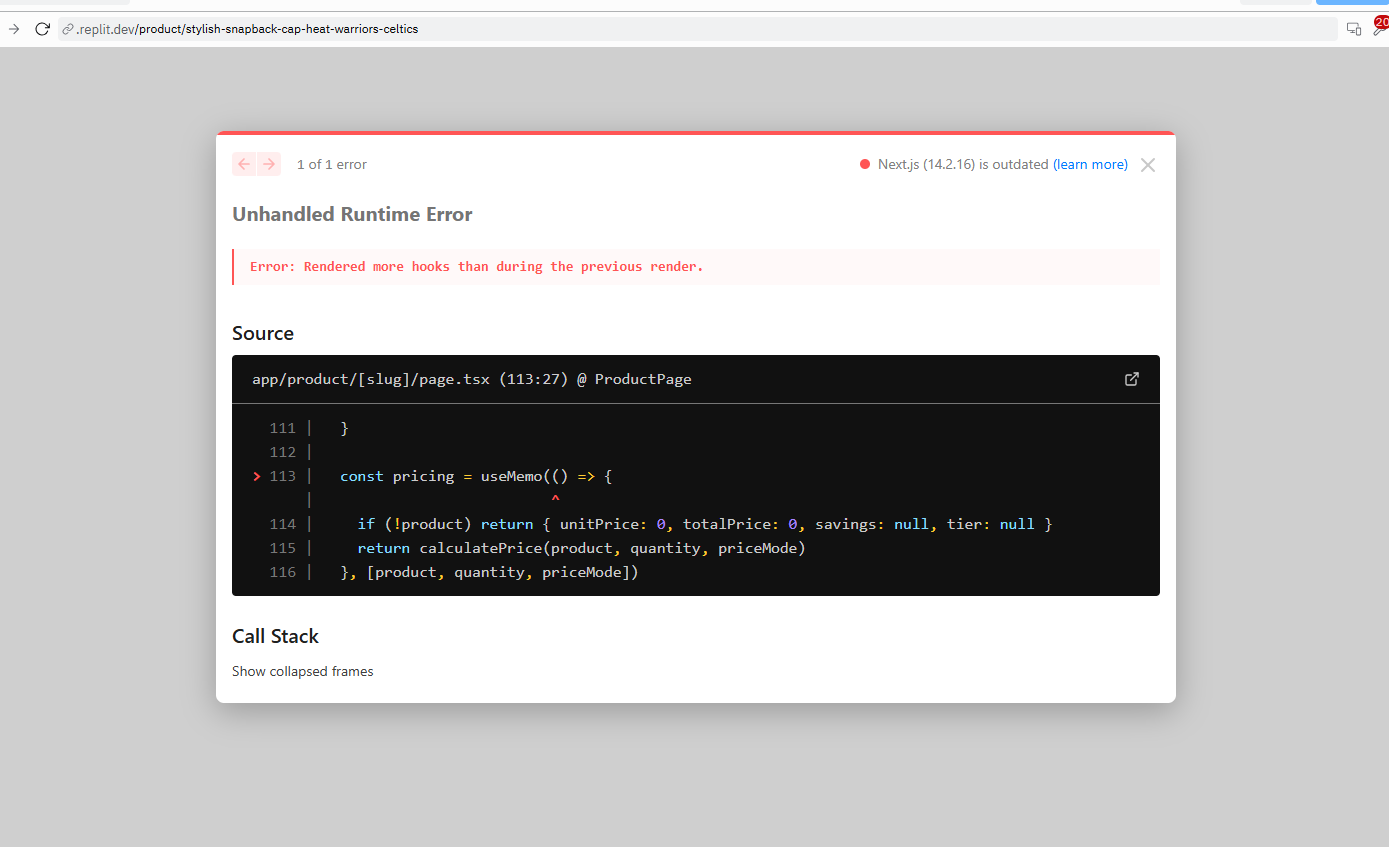 .replit.dev/product/stylish-snapback-cap-heat-warriors-celtics
20
1 of 1 error
Next.js (14.2.16) is outdated (learn more)
Unhandled Runtime Error
Error: Rendered more hooks than during the previous render.
Source
app/product/[slug]/page.tsx (113:27) @ ProductPage
111 |   }
112 |
> 113 |   const pricing = useMemo(() => {
|                           ^
114 |     if (!product) return { unitPrice: 0, totalPrice: 0, savings: null, tier: null }
115 |     return calculatePrice(product, quantity, priceMode)
116 |   }, [product, quantity, priceMode])
Call Stack
Show collapsed frames